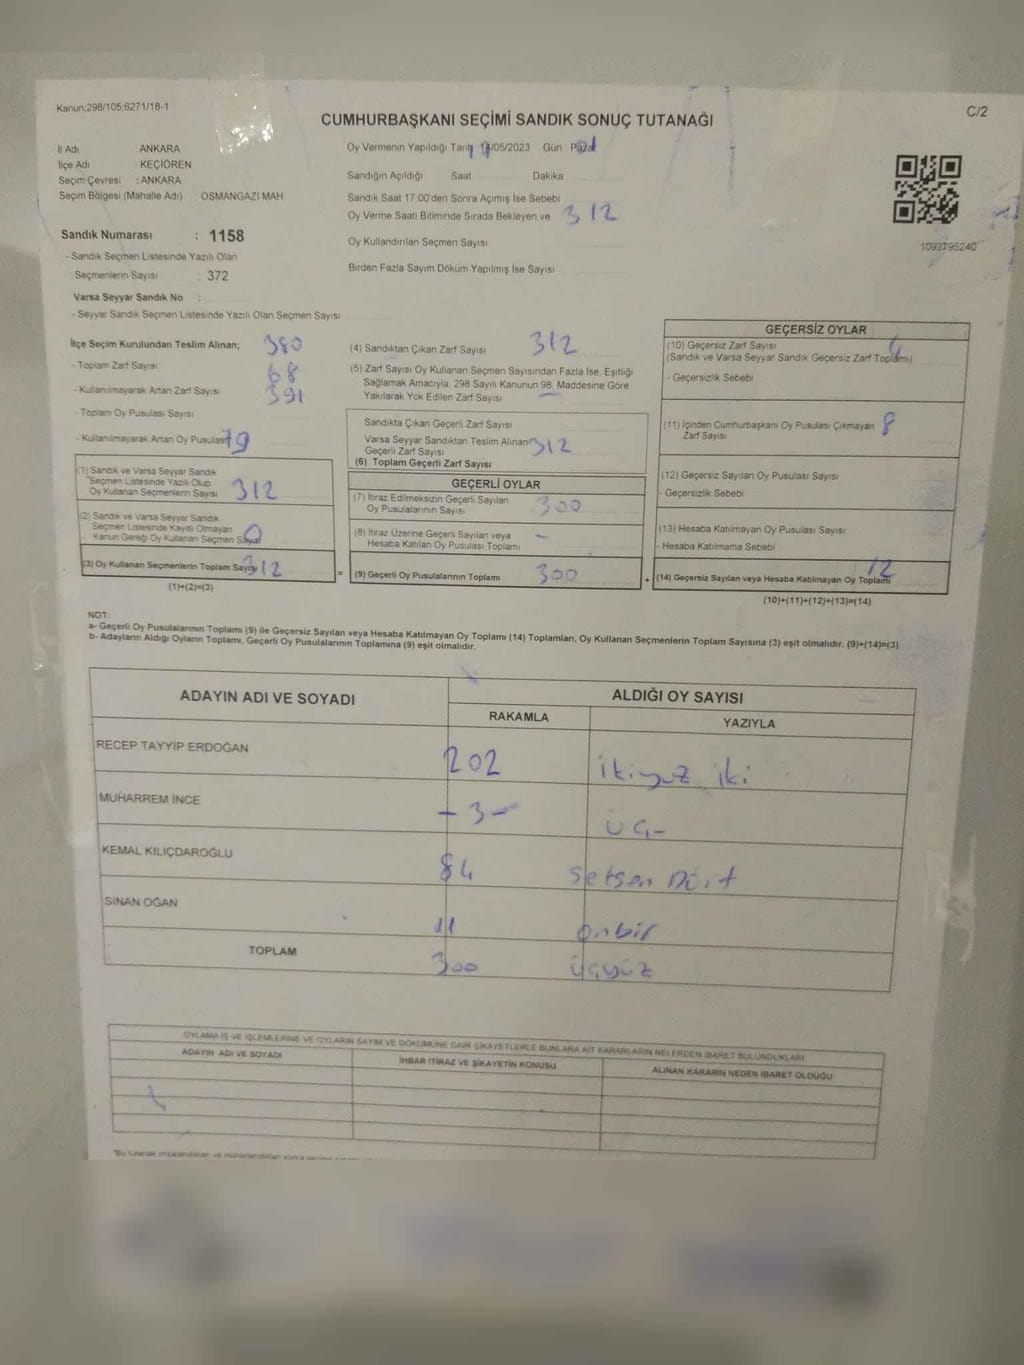 Kanun;298/105;6271/18-1
C/2
CUMHURBAŞKANI SEÇİMİ SANDIK SONUÇ TUTANAĞI
İl Adı ANKARA
İlçe Adı : KEÇİÖREN
Seçim Çevresi : ANKARA
Seçim Bölgesi (Mahalle Adı) OSMANGAZİ MAH
Sandık Numarası : 1158
- Sandık Seçmen Listesinde Yazılı Olan
Seçmenlerin Sayısı : 372
Varsa Seyyar Sandık No :
- Seyyar Sandık Seçmen Listesinde Yazılı Olan Seçmen Sayısı
Oy Vermenin Yapıldığı Tarih 14/05/2023 Gün Pazar
Sandığın Açıldığı Saat Dakika
Sandık Saat 17:00'den Sonra Açımış İse Sebebi
Oy Verme Saati Bitiminde Sırada Bekleyen ve 312
Oy Kullandırılan Seçmen Sayısı
Birden Fazla Sayım Döküm Yapılmış İse Sayısı
1093795240
İlçe Seçim Kurulundan Teslim Alınan; 380
- Toplam Zarf Sayısı 68
- Kullanılmayarak Artan Zarf Sayısı 391
- Toplam Oy Pusulası Sayısı
- Kullanılmayarak Artan Oy Pusulası 79
(1) Sandık ve Varsa Seyyar Sandık
Seçmen Listesinde Yazılı Olup
Oy Kullanan Seçmenlerin Sayısı 312
(2) Sandık ve Varsa Seyyar Sandık
Seçmen Listesinde Kayıtlı Olmayan
Kanun Gereği Oy Kullanan Seçmen Sayısı 0
(3) Oy Kullanan Seçmenlerin Toplam Sayısı 312
(1)+(2)=(3)
(4) Sandıktan Çıkan Zarf Sayısı 312
(5) Zarf Sayısı Oy Kullanan Seçmen Sayısından Fazla İse, Eşitliği
Sağlamak Amacıyla, 298 Sayılı Kanunun 98. Maddesine Göre
Yakılarak Yok Edilen Zarf Sayısı -
Sandıkta Çıkan Geçerli Zarf Sayısı
Varsa Seyyar Sandıktan Teslim Alınan 312
Geçerli Zarf Sayısı
(6) Toplam Geçerli Zarf Sayısı
GEÇERLİ OYLAR
(7) İtiraz Edilmeksizin Geçerli Sayılan
Oy Pusulalarının Sayısı 300
(8) İtiraz Üzerine Geçerli Sayılan veya
Hesaba Katılan Oy Pusulası Toplamı -
= (9) Geçerli Oy Pusulalarının Toplamı 300
GEÇERSİZ OYLAR
(10) Geçersiz Zarf Sayısı 4
(Sandık ve Varsa Seyyar Sandık Geçersiz Zarf Toplamı)
- Geçersizlik Sebebi
(11) İçinden Cumhurbaşkanı Oy Pusulası Çıkmayan 8
Zarf Sayısı
(12) Geçersiz Sayılan Oy Pusulası Sayısı
- Geçersizlik Sebebi
(13) Hesaba Katılmayan Oy Pusulası Sayısı
- Hesaba Katılmama Sebebi
+ (14) Geçersiz Sayılan veya Hesaba Katılmayan Oy Toplamı 12
(10)+(11)+(12)+(13)=(14)
NOT:
a- Geçerli Oy Pusulalarının Toplamı (9) ile Geçersiz Sayılan veya Hesaba Katılmayan Oy Toplamı (14) Toplamları, Oy Kullanan Seçmenlerin Toplam Sayısına (3) eşit olmalıdır. (9)+(14)=(3)
b- Adayların Aldığı Oyların Toplamı, Geçerli Oy Pusulalarının Toplamına (9) eşit olmalıdır.
ADAYIN ADI VE SOYADI ALDIĞI OY SAYISI
RAKAMLA YAZIYLA
RECEP TAYYİP ERDOĞAN 202 ikiyüz iki
MUHARREM İNCE - 3 - üç-
KEMAL KILIÇDAROĞLU 84 Seksen Dört
SİNAN OĞAN 11 onbir
TOPLAM 300 üçyüz
OYLAMA İŞ VE İŞLEMLERİNE VE OYLARIN SAYIM VE DÖKÜMÜNE DAİR ŞİKAYETLERLE BUNLARA AİT KARARLARIN NELERDEN İBARET BULUNDUKLARI
ADAYIN ADI VE SOYADI İHBAR İTİRAZ VE ŞİKAYETİN KONUSU ALINAN KARARIN NEDEN İBARET OLDUĞU